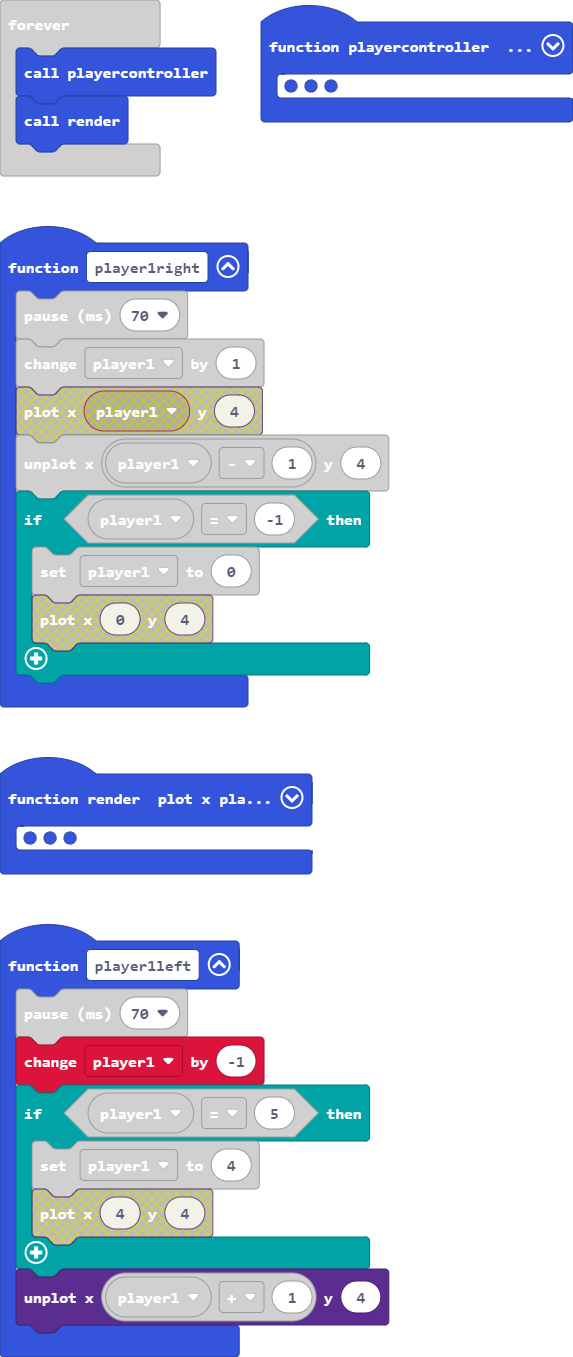 forever
call playercontroller
call render
function playercontroller ...
function player1right
pause (ms) 70
change player1 by 1
plot x player1 y 4
unplot x player1 - 1 y 4
if player1 = -1 then
set player1 to 0
plot x 0 y 4
function render plot x pla...
function player1left
pause (ms) 70
change player1 by -1
if player1 = 5 then
set player1 to 4
plot x 4 y 4
unplot x player1 + 1 y 4